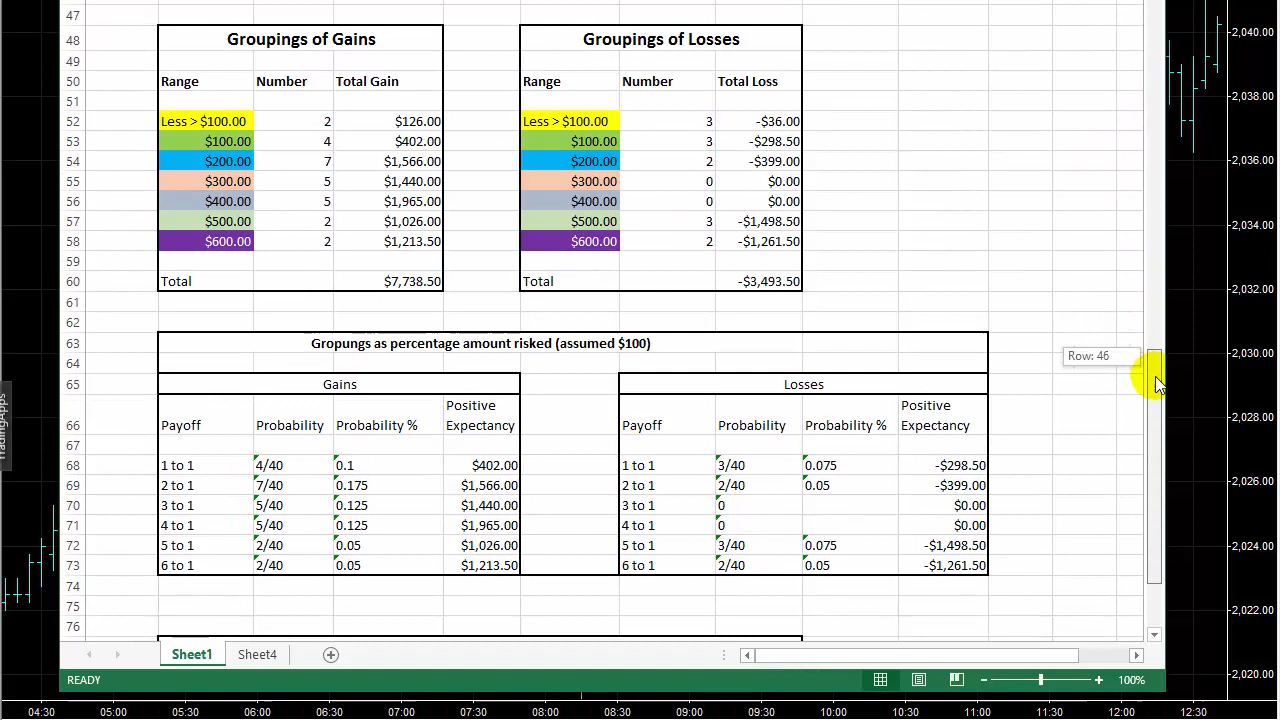 47
48 Groupings of Gains Groupings of Losses
49
50 Range Number Total Gain Range Number Total Loss
51
52 Less > $100.00 2 $126.00 Less > $100.00 3 -$36.00
53 $100.00 4 $402.00 $100.00 3 -$298.50
54 $200.00 7 $1,566.00 $200.00 2 -$399.00
55 $300.00 5 $1,440.00 $300.00 0 $0.00
56 $400.00 5 $1,965.00 $400.00 0 $0.00
57 $500.00 2 $1,026.00 $500.00 3 -$1,498.50
58 $600.00 2 $1,213.50 $600.00 2 -$1,261.50
59
60 Total $7,738.50 Total -$3,493.50
61
62
63 Gropungs as percentage amount risked (assumed $100)
Row: 46
64
65 Gains Losses
Positive Positive
66 Payoff Probability Probability % Expectancy Payoff Probability Probability % Expectancy
67
68 1 to 1 4/40 0.1 $402.00 1 to 1 3/40 0.075 -$298.50
69 2 to 1 7/40 0.175 $1,566.00 2 to 1 2/40 0.05 -$399.00
70 3 to 1 5/40 0.125 $1,440.00 3 to 1 0 $0.00
71 4 to 1 5/40 0.125 $1,965.00 4 to 1 0 $0.00
72 5 to 1 2/40 0.05 $1,026.00 5 to 1 3/40 0.075 -$1,498.50
73 6 to 1 2/40 0.05 $1,213.50 6 to 1 2/40 0.05 -$1,261.50
74
75
76
Sheet1 Sheet4
READY 100%
TradingApps
2,040.00
2,038.00
2,036.00
2,034.00
2,032.00
2,030.00
2,028.00
2,026.00
2,024.00
2,022.00
2,020.00
04:30 05:00 05:30 06:00 06:30 07:00 07:30 08:00 08:30 09:00 09:30 10:00 10:30 11:00 11:30 12:00 12:30